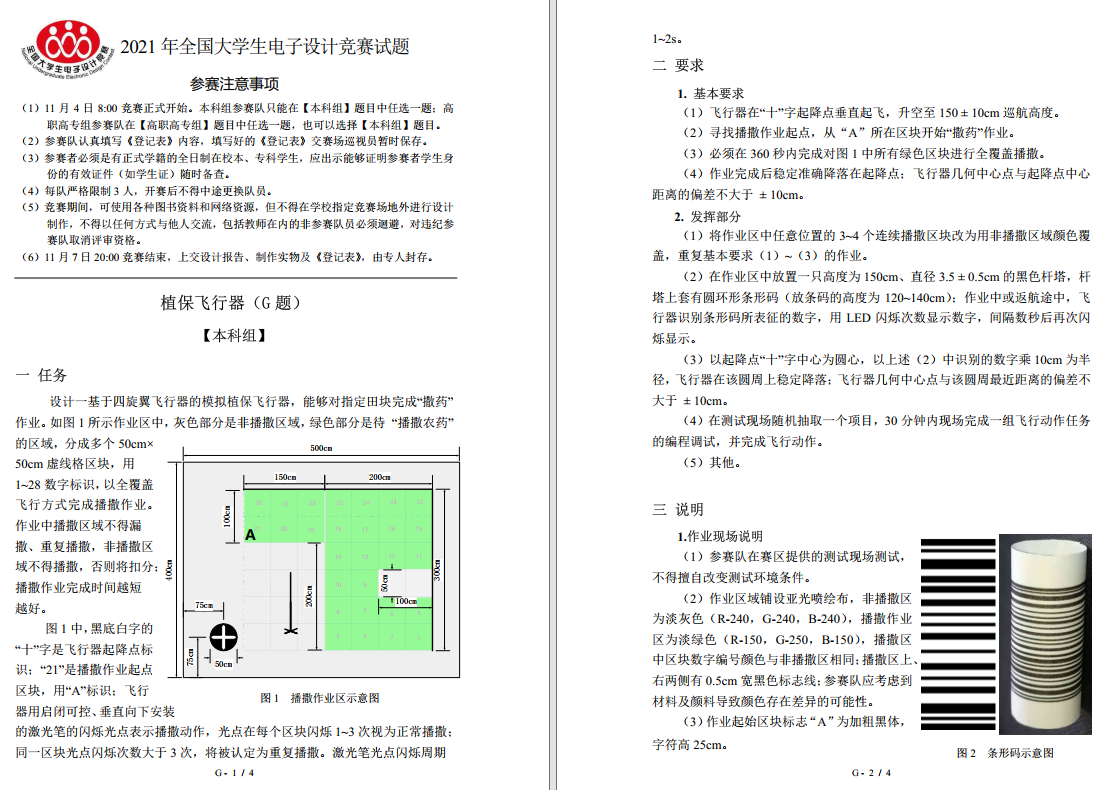 2021 年全国大学生电子设计竞赛试题
参赛注意事项
（1）11 月 4 日 8:00 竞赛正式开始。本科组参赛队只能在【本科组】题目中任选一题；高
职高专组参赛队在【高职高专组】题目中任选一题，也可以选择【本科组】题目。
（2）参赛队认真填写《登记表》内容，填写好的《登记表》交赛场巡视员暂时保存。
（3）参赛者必须是有正式学籍的全日制在校本、专科学生，应出示能够证明参赛者学生身
份的有效证件（如学生证）随时备查。
（4）每队严格限制 3 人，开赛后不得中途更换队员。
（5）竞赛期间，可使用各种图书资料和网络资源，但不得在学校指定竞赛场地外进行设计
制作，不得以任何方式与他人交流，包括教师在内的非参赛队员必须迴避，对违纪参
赛队取消评审资格。
（6）11 月 7 日 20:00 竞赛结束，上交设计报告、制作实物及《登记表》，由专人封存。
植保飞行器（G 题）
【本科组】
一 任务
设计一基于四旋翼飞行器的模拟植保飞行器，能够对指定田块完成“撒药”
作业。如图 1 所示作业区中，灰色部分是非播撒区域，绿色部分是待 “播撒农药”
的区域，分成多个 50cm×
50cm 虚线格区块，用
1~28 数字标识，以全覆盖
飞行方式完成播撒作业。
作业中播撒区域不得漏
撒、重复播撒，非播撒区
域不得播撒，否则将扣分；
播撒作业完成时间越短
越好。
图 1 中，黑底白字的
“十”字是飞行器起降点标
识；“21”是播撒作业起点
区块，用“A”标识；飞行
器用启闭可控、垂直向下安装
500cm
150cm
200cm
100cm
A
400cm
300cm
50cm
200cm
100cm
75cm
75cm
50cm
图 1 播撒作业区示意图
的激光笔的闪烁光点表示播撒动作，光点在每个区块闪烁 1~3 次视为正常播撒；
同一区块光点闪烁次数大于 3 次，将被认定为重复播撒。激光笔光点闪烁周期
G - 1 / 4
1~2s。
二 要求
1. 基本要求
（1）飞行器在“十”字起降点垂直起飞，升空至 150 ± 10cm 巡航高度。
（2）寻找播撒作业起点，从“A”所在区块开始“撒药”作业。
（3）必须在 360 秒内完成对图 1 中所有绿色区块进行全覆盖播撒。
（4）作业完成后稳定准确降落在起降点；飞行器几何中心点与起降点中心
距离的偏差不大于 ± 10cm。
2. 发挥部分
（1）将作业区中任意位置的 3~4 个连续播撒区块改为用非播撒区域颜色覆
盖，重复基本要求（1）~（3）的作业。
（2）在作业区中放置一只高度为 150cm、直径 3.5 ± 0.5cm 的黑色杆塔，杆
塔上套有圆环形条形码（放条码的高度为 120~140cm）；作业中或返航途中，飞
行器识别条形码所表征的数字，用 LED 闪烁次数显示数字，间隔数秒后再次闪
烁显示。
（3）以起降点“十”字中心为圆心，以上述（2）中识别的数字乘 10cm 为半
径，飞行器在该圆周上稳定降落；飞行器几何中心点与该圆周最近距离的偏差不
大于 ± 10cm。
（4）在测试现场随机抽取一个项目，30 分钟内现场完成一组飞行动作任务
的编程调试，并完成飞行动作。
（5）其他。
三 说明
1.作业现场说明
（1）参赛队在赛区提供的测试现场测试，
不得擅自改变测试环境条件。
（2）作业区域铺设亚光喷绘布，非播撒区
为淡灰色（R-240，G-240，B-240），播撒作业
区为淡绿色（R-150，G-250，B-150），播撒区
中区块数字编号颜色与非播撒区相同；播撒区上、
右两侧有 0.5cm 宽黑色标志线；参赛队应考虑到
材料及颜料导致颜色存在差异的可能性。
（3）作业起始区块标志“A”为加粗黑体，
字符高 25cm。
图 2 条形码示意图
G - 2 / 4